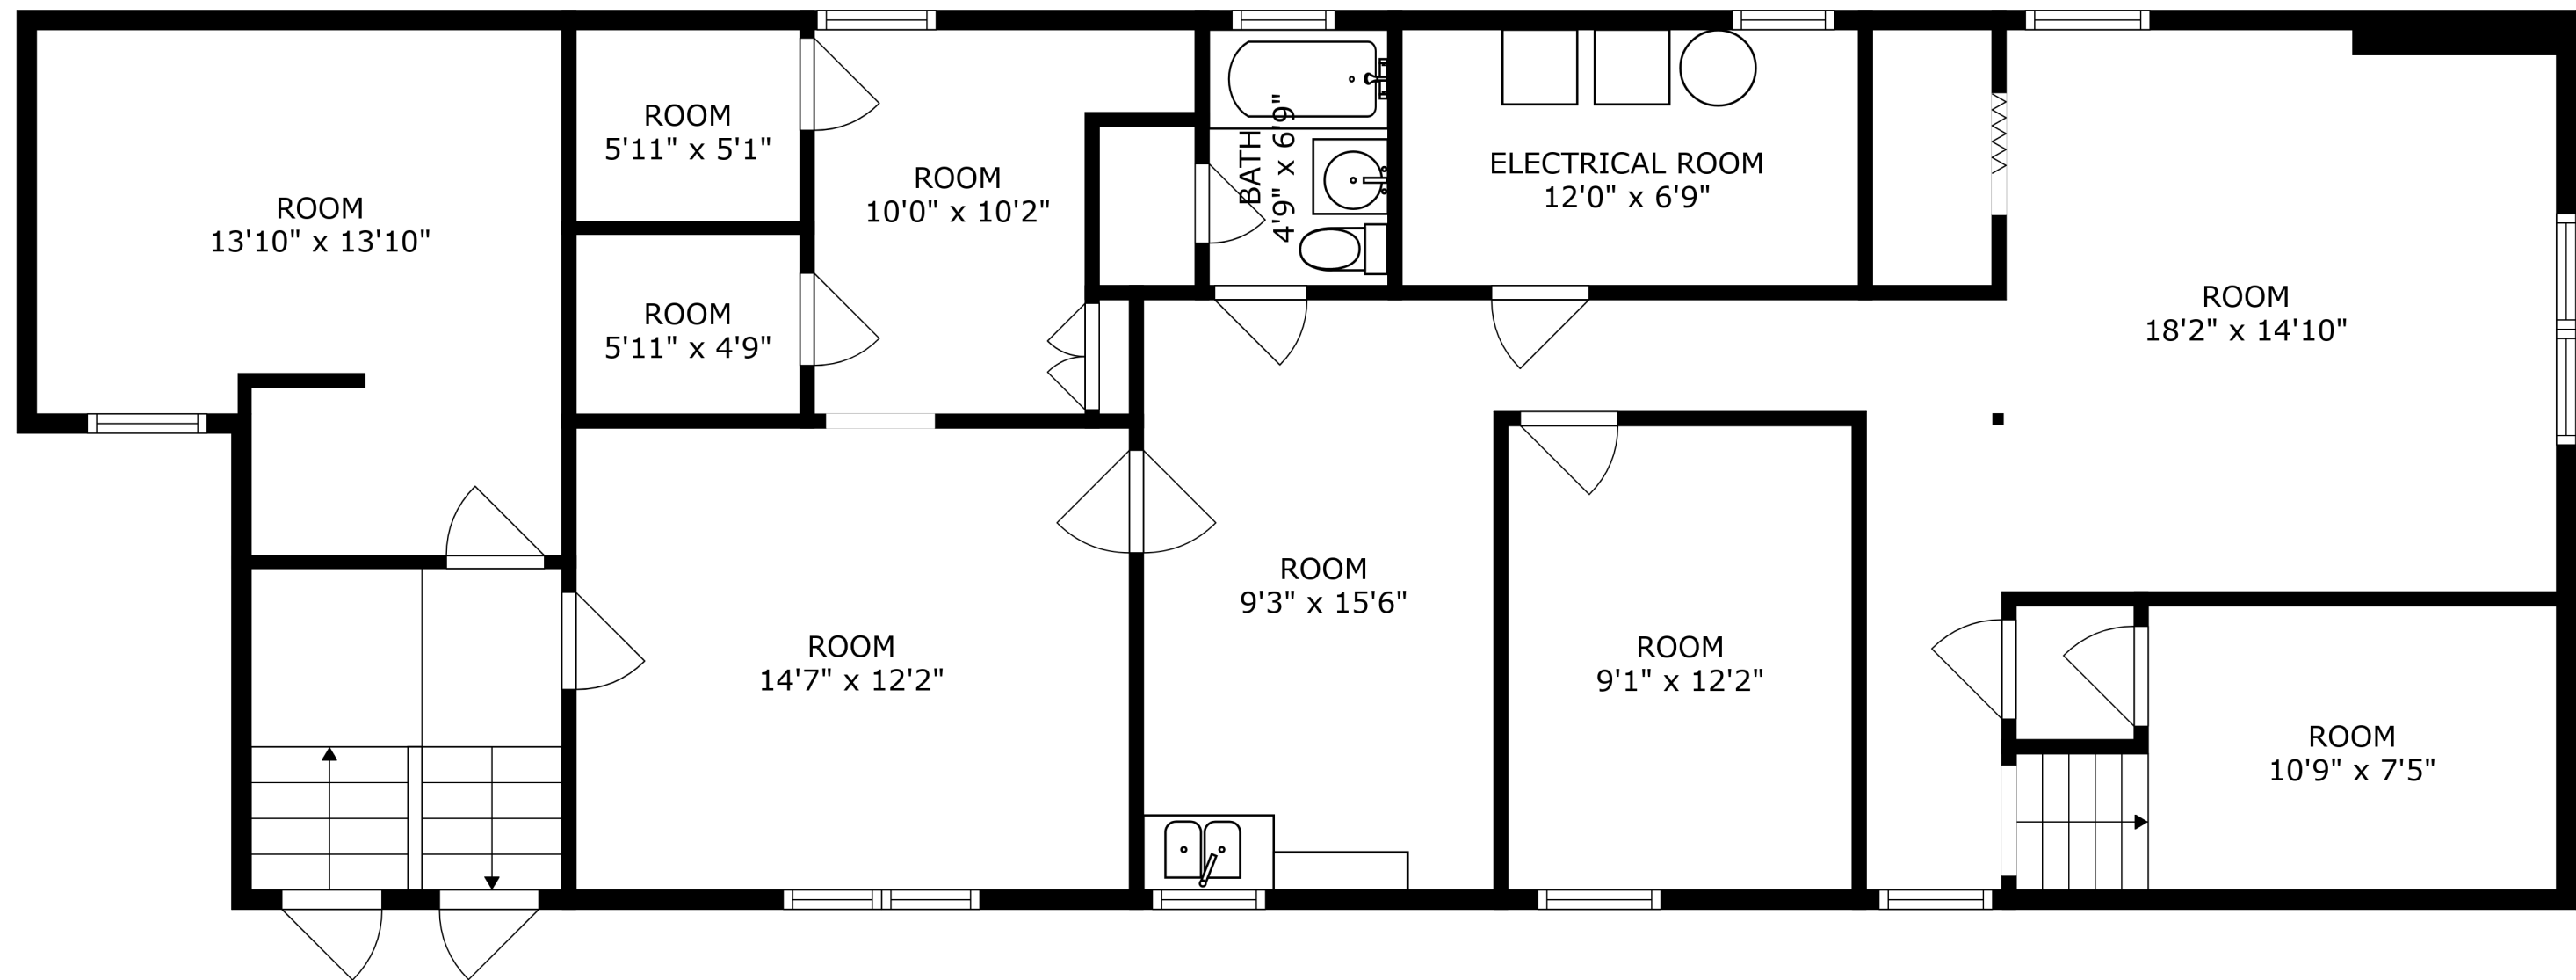 ROOM
13'10" x 13'10"
ROOM
5'11" x 5'1"
ROOM
5'11" x 4'9"
ROOM
10'0" x 10'2"
BATH
4'9" x 6'9"
ELECTRICAL ROOM
12'0" x 6'9"
ROOM
18'2" x 14'10"
ROOM
14'7" x 12'2"
ROOM
9'3" x 15'6"
ROOM
9'1" x 12'2"
ROOM
10'9" x 7'5"